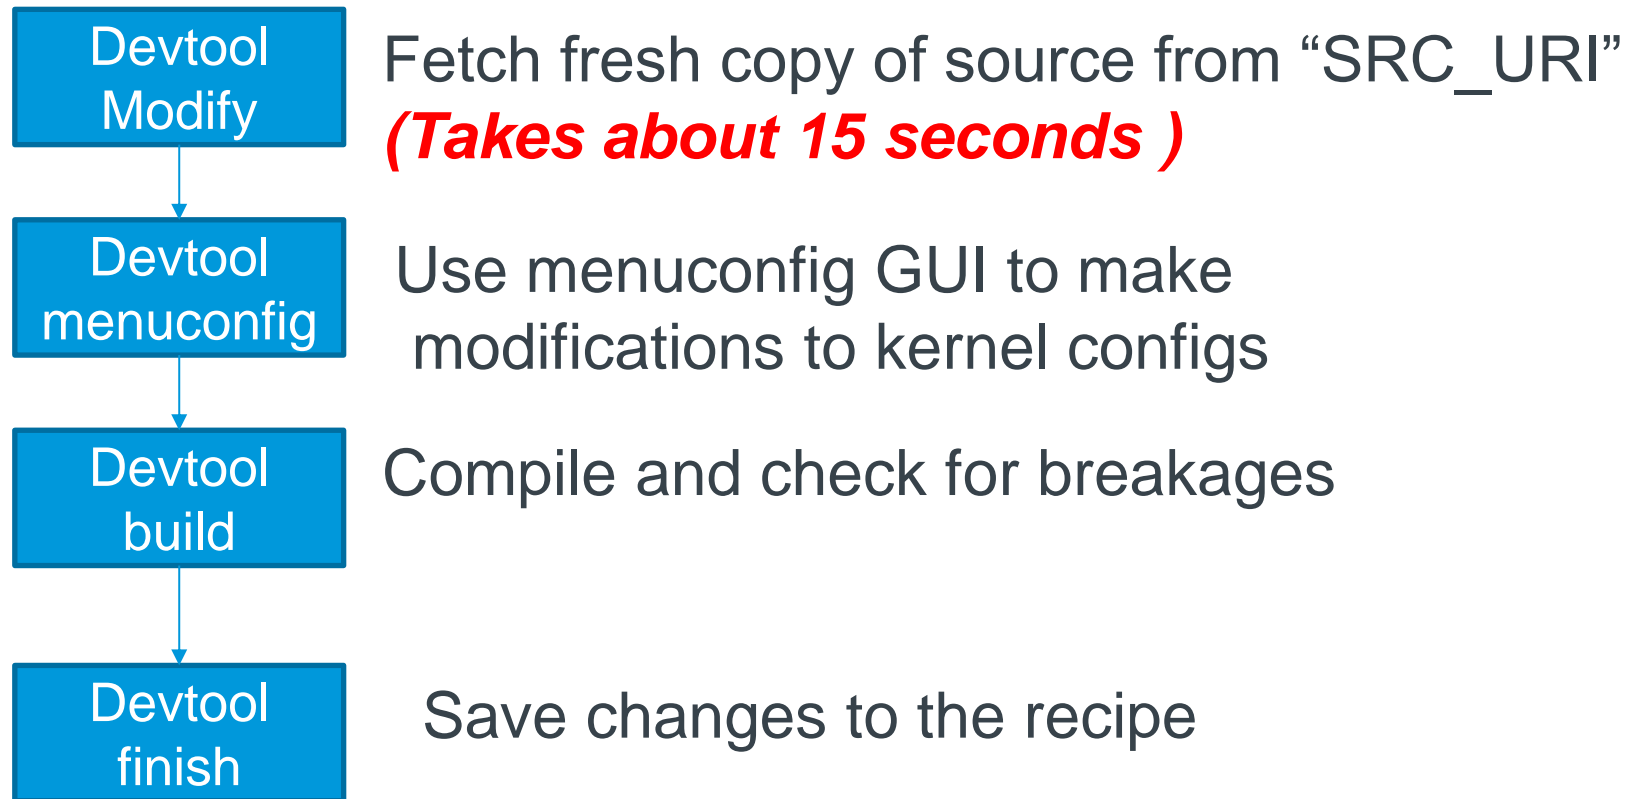 Devtool
Modify
Fetch fresh copy of source from “SRC_URI”
(Takes about 15 seconds )
Devtool
menuconfig
Use menuconfig GUI to make
modifications to kernel configs
Devtool
build
Compile and check for breakages
Devtool
finish
Save changes to the recipe